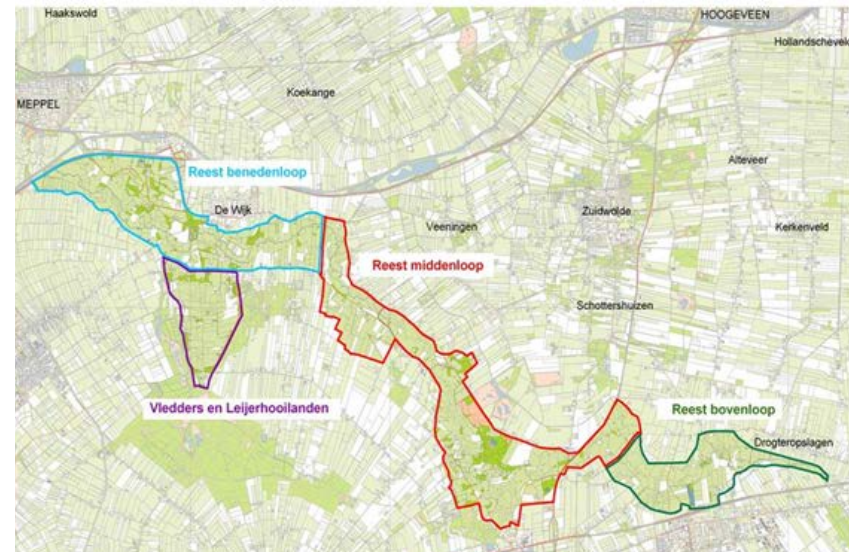 Haakswold
HOOGEVEEN
Hollandscheveld
Koekange
MEPPEL
Alteveer
Reest benedenloop
De Wijk
Zuidwolde
Veeningen
Kerkenveld
Reest middenloop
Schottershuizen
Vledders en Leijerhooilanden
Reest bovenloop
Drogteropslagen